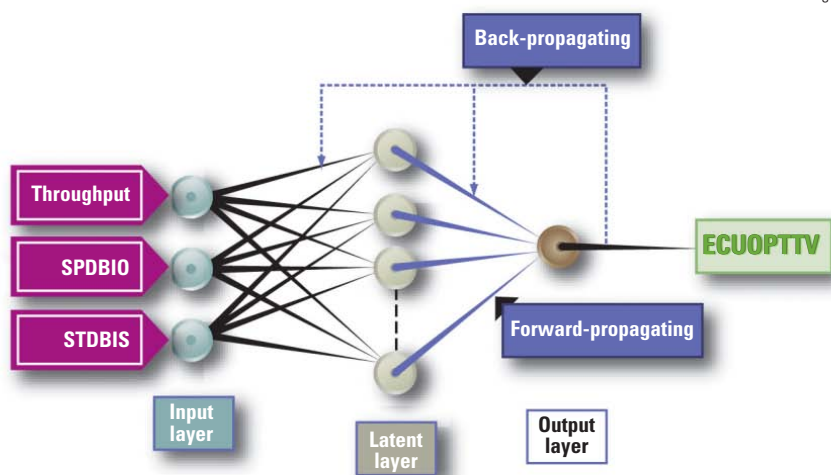 Back-propagating
Throughput
SPDBIO
STDBIS
ECUOPTTV
Forward-propagating
Input
layer
Latent
layer
Output
layer